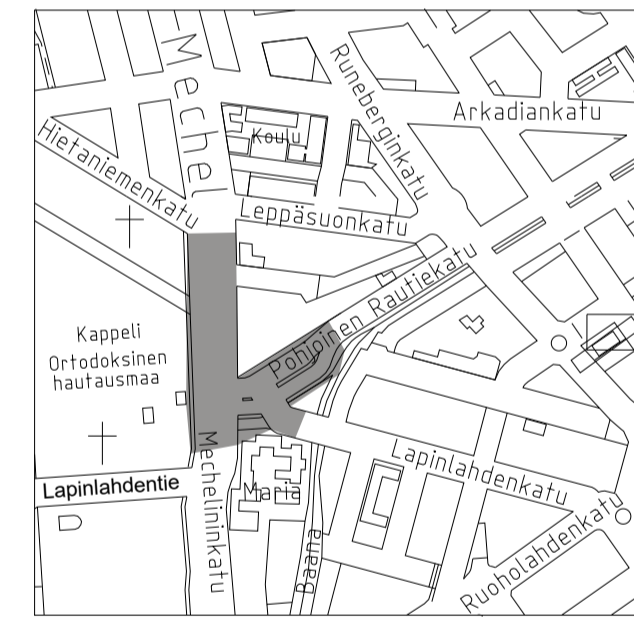 Mechel
Runeberginkatu
Arkadiankatu
Koulu
Hietaniemenkatu
Leppäsuonkatu
Pohjoinen Rautiekatu
Kappeli
Ortodoksinen
hautausmaa
Lapinlahdentie
Mechelininkatu
Maria
Baana
Lapinlahdenkatu
Ruoholahdenkatu